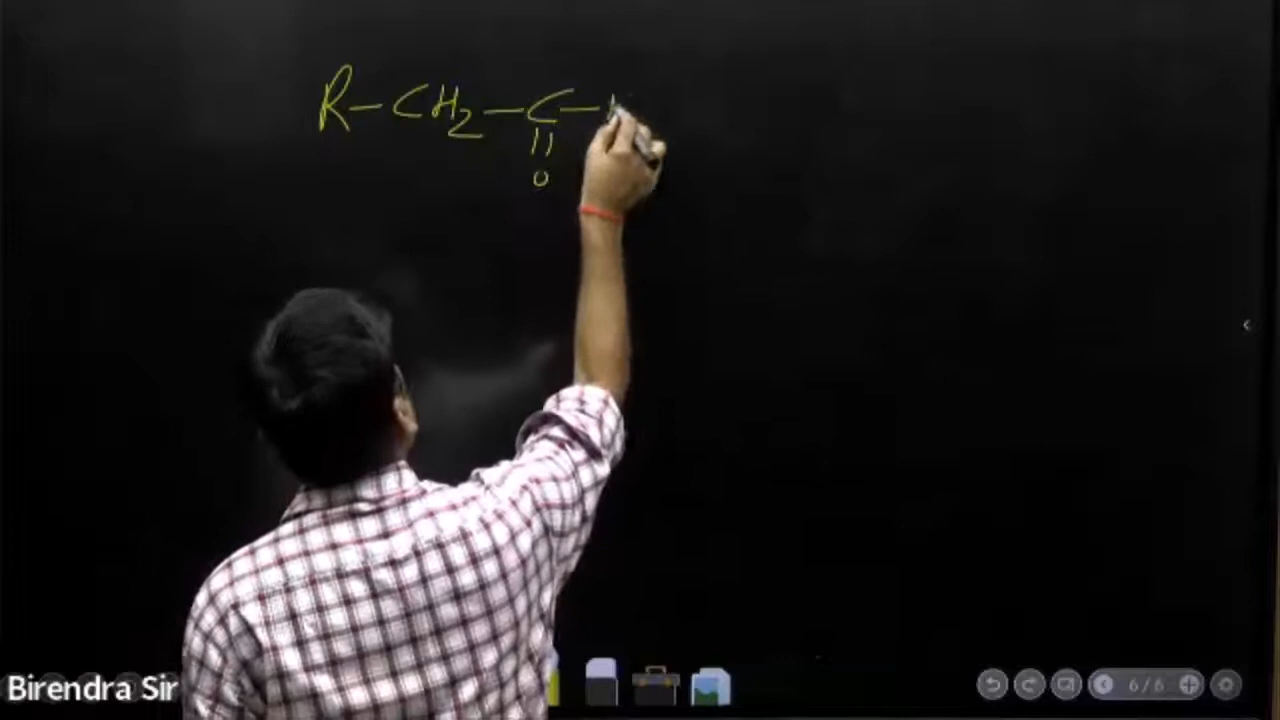 R-CH₂-C-
||
O
Birendra Sir
6/6